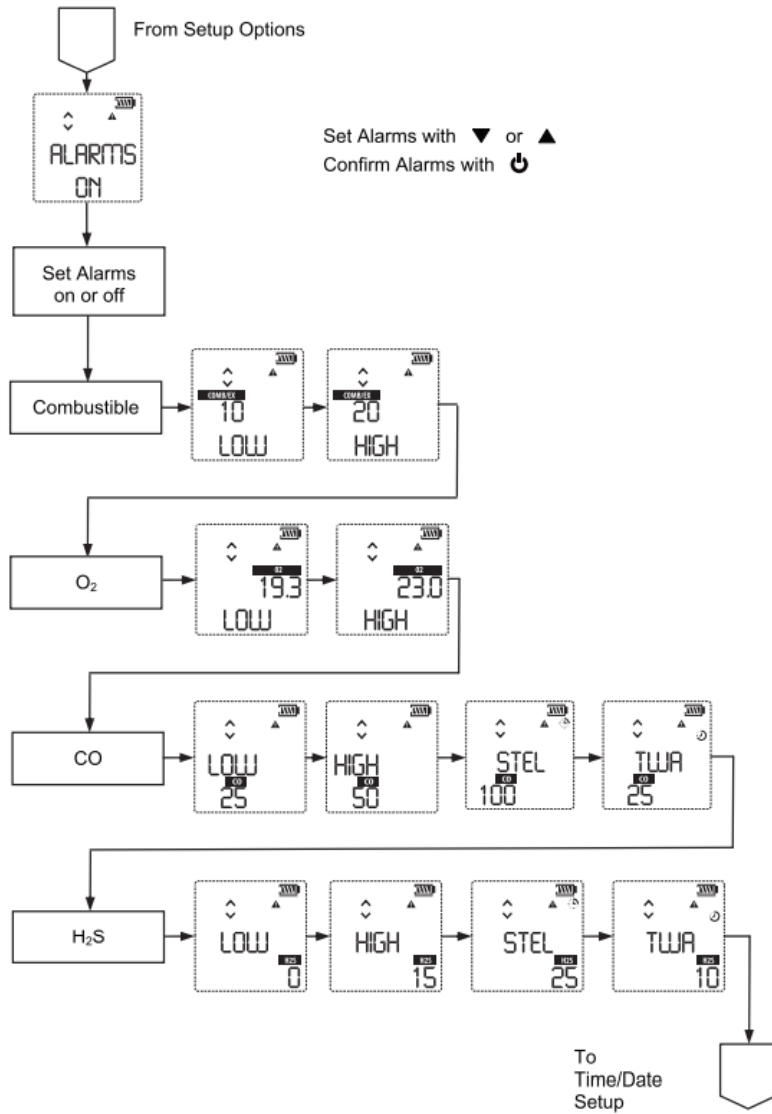 From Setup Options
ALARMS
ON
Set Alarms with ▼ or ▲
Confirm Alarms with ⏻
Set Alarms
on or off
Combustible
COMB/EX
10
LOW
COMB/EX
20
HIGH
O₂
O2
19.3
LOW
O2
23.0
HIGH
CO
LOW
CO
25
HIGH
CO
50
STEL
CO
100
TWA
CO
25
H₂S
LOW
H2S
0
HIGH
H2S
15
STEL
H2S
25
TWA
H2S
10
To
Time/Date
Setup